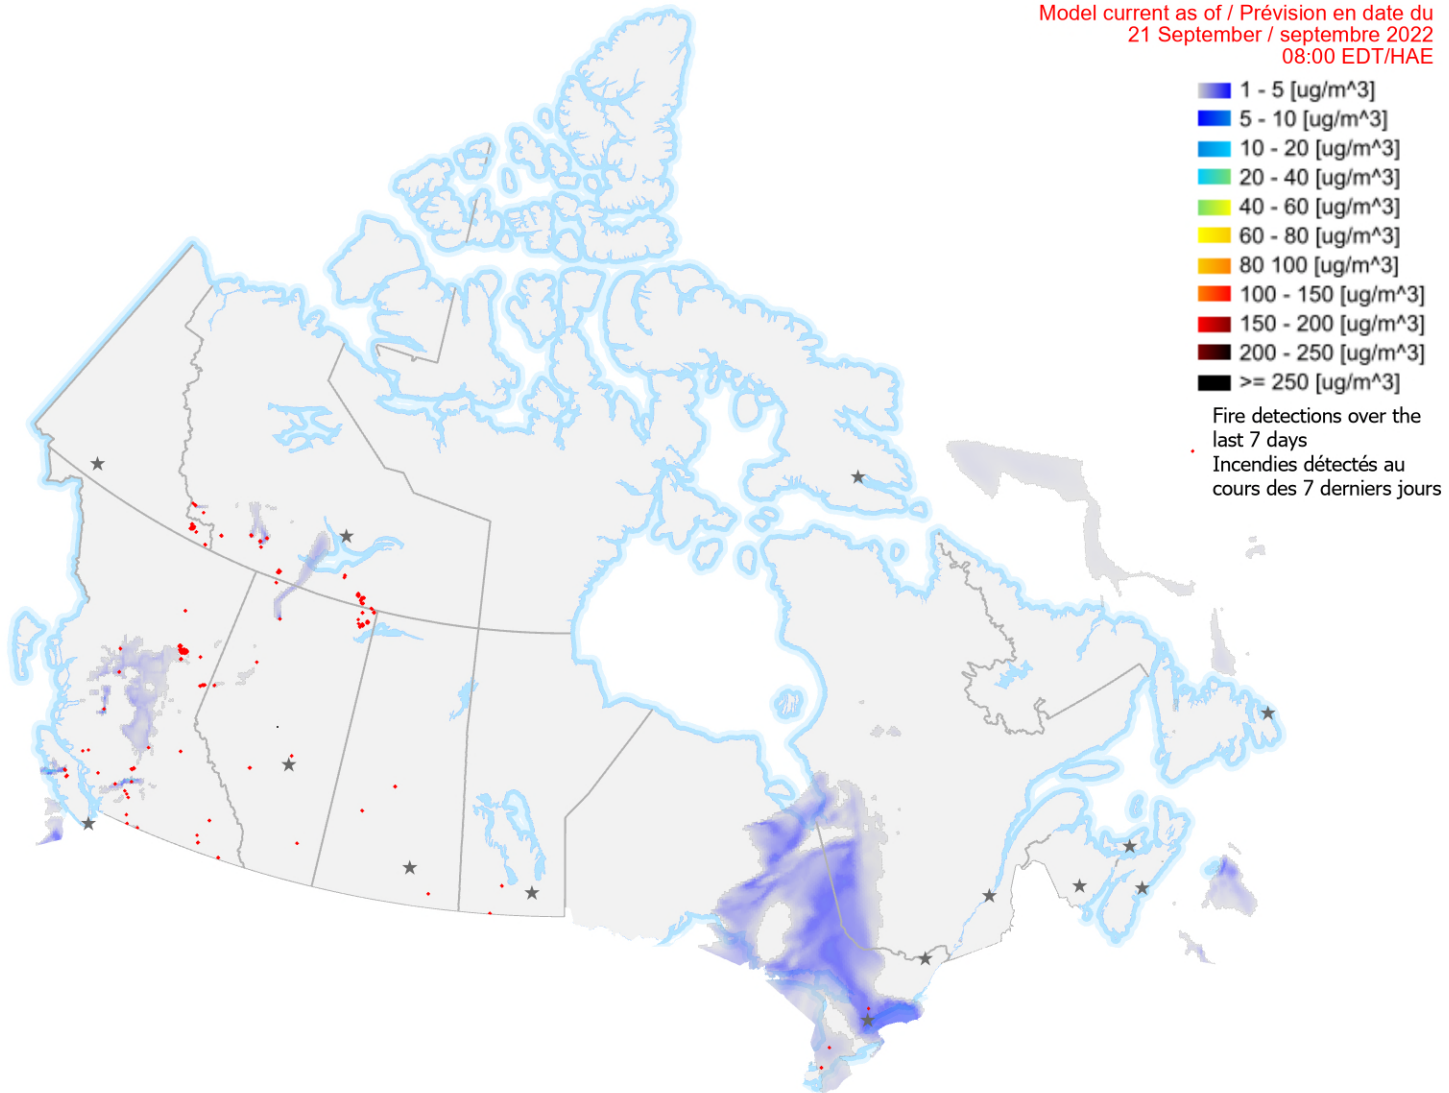 Model current as of / Prévision en date du
21 September / septembre 2022
08:00 EDT/HAE
1 - 5 [ug/m^3]
5 - 10 [ug/m^3]
10 - 20 [ug/m^3]
20 - 40 [ug/m^3]
40 - 60 [ug/m^3]
60 - 80 [ug/m^3]
80 100 [ug/m^3]
100 - 150 [ug/m^3]
150 - 200 [ug/m^3]
200 - 250 [ug/m^3]
>= 250 [ug/m^3]
Fire detections over the
last 7 days
Incendies détectés au
cours des 7 derniers jours